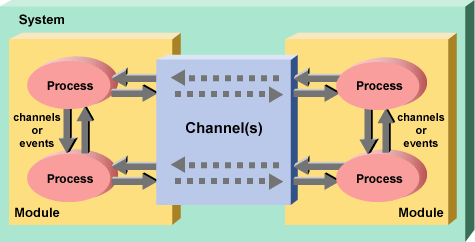 System
Process
Process
channels
or
events
Channel(s)
channels
or
events
Process
Process
Module
Module